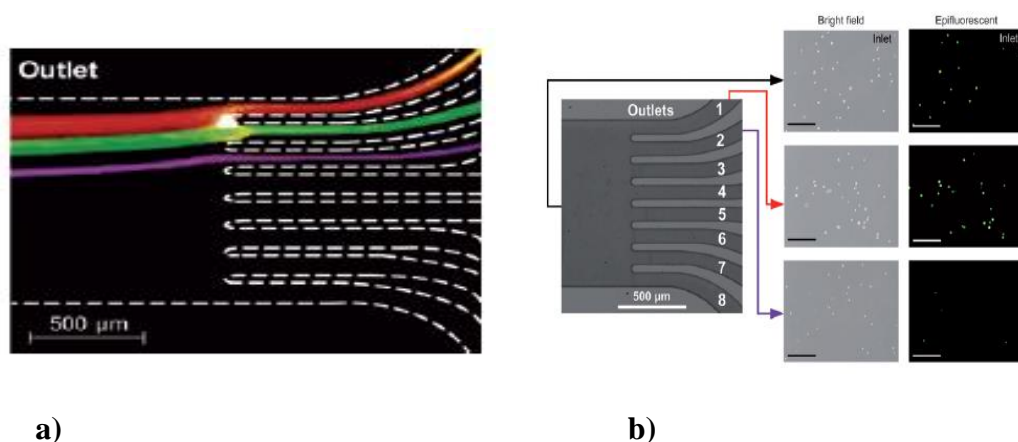 Outlet
500 µm
a)
Bright field
Epifluorescent
Inlet
Inlet
Outlets
1
2
3
4
5
6
7
8
500 µm
b)